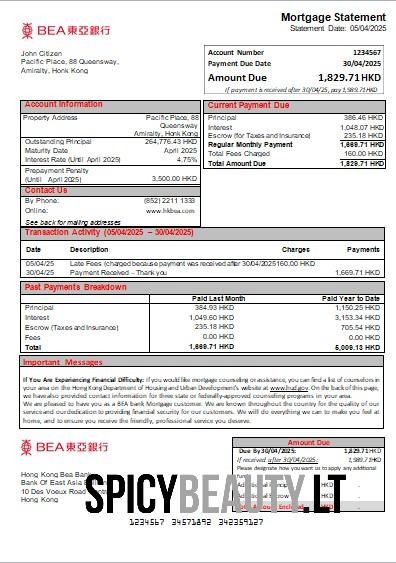 Mortgage Statement
Statement Date: 05/04/2025
BEA東亞銀行
John Citizen
Pacific Place, 88 Queensway,
Amiralty, Honk Kong
Account Number 1234567
Payment Due Date 30/04/2025
Amount Due 1,829.71HKD
If payment is received after 30/04/25, pay 1,989.71HKD
Account Information
Property Address Pacific Place, 88
Queensway
Amiralty, Honk Kong
Outstanding Principal 264,776.43 HKD
Maturity Date April 2025
Interest Rate (Until April 2025) 4.75%
Prepayment Penalty
(Until April 2025) 3,500.00 HKD
Contact Us
By Phone: (852) 2211 1333
Online: www.hkbea.com
See back for mailing addresses
Current Payment Due
Principal 386.46 HKD
Interest 1,048.07 HKD
Escrow (for Taxes and Insurance) 235.18 HKD
Regular Monthly Payment 1,669.71 HKD
Total Fees Charged 160.00 HKD
Total Amount Due 1,829.71 HKD
Transaction Activity (05/04/2025 – 30/04/2025)
Date Description Charges Payments
05/04/25 Late Fees (charged because payment was received after 30/04/2025160.00 HKD
30/04/25 Payment Received – Thank you 1,669.71 HKD
Past Payments Breakdown
Paid Last Month Paid Year to Date
Principal 384.93 HKD 1,150.25 HKD
Interest 1,049.60 HKD 3,153.34 HKD
Escrow (Taxes and Insurance) 235.18 HKD 705.54 HKD
Fees 0.00 HKD 0.00 HKD
Total 1,669.71 HKD 5,009.13 HKD
Important Messages
If You Are Experiencing Financial Difficulty: If you would like mortgage counseling or assistance, you can find a list of counselors in
your area on the Hong Kong Department of Housing and Urban Development's website at www.hud.gov. On the back of this page,
we have also provided contact information for three state or federally-approved counseling programs in your area.
We are pleased to have you as BEA bank Mortgage customer. We are known throughout the country for the quality of our
service and our dedication to providing financial security for our customers. We will do everything we can to make you feel at
home, and to ensure you receive the friendly, professional service you deserve.
BEA東亞銀行
Hong Kong Bea Bank
Bank Of East Asia
10 Des Voeux Road
Hong Kong
Amount Due
Due By 30/04/2025: 1,829.71HKD
If received after 30/04/2025: 1,989.71HKD
Please designate how you want us to apply any additional
HKD
HKD
HKD
SPICYBEAUTY.LT
1234567 34571892 342359127